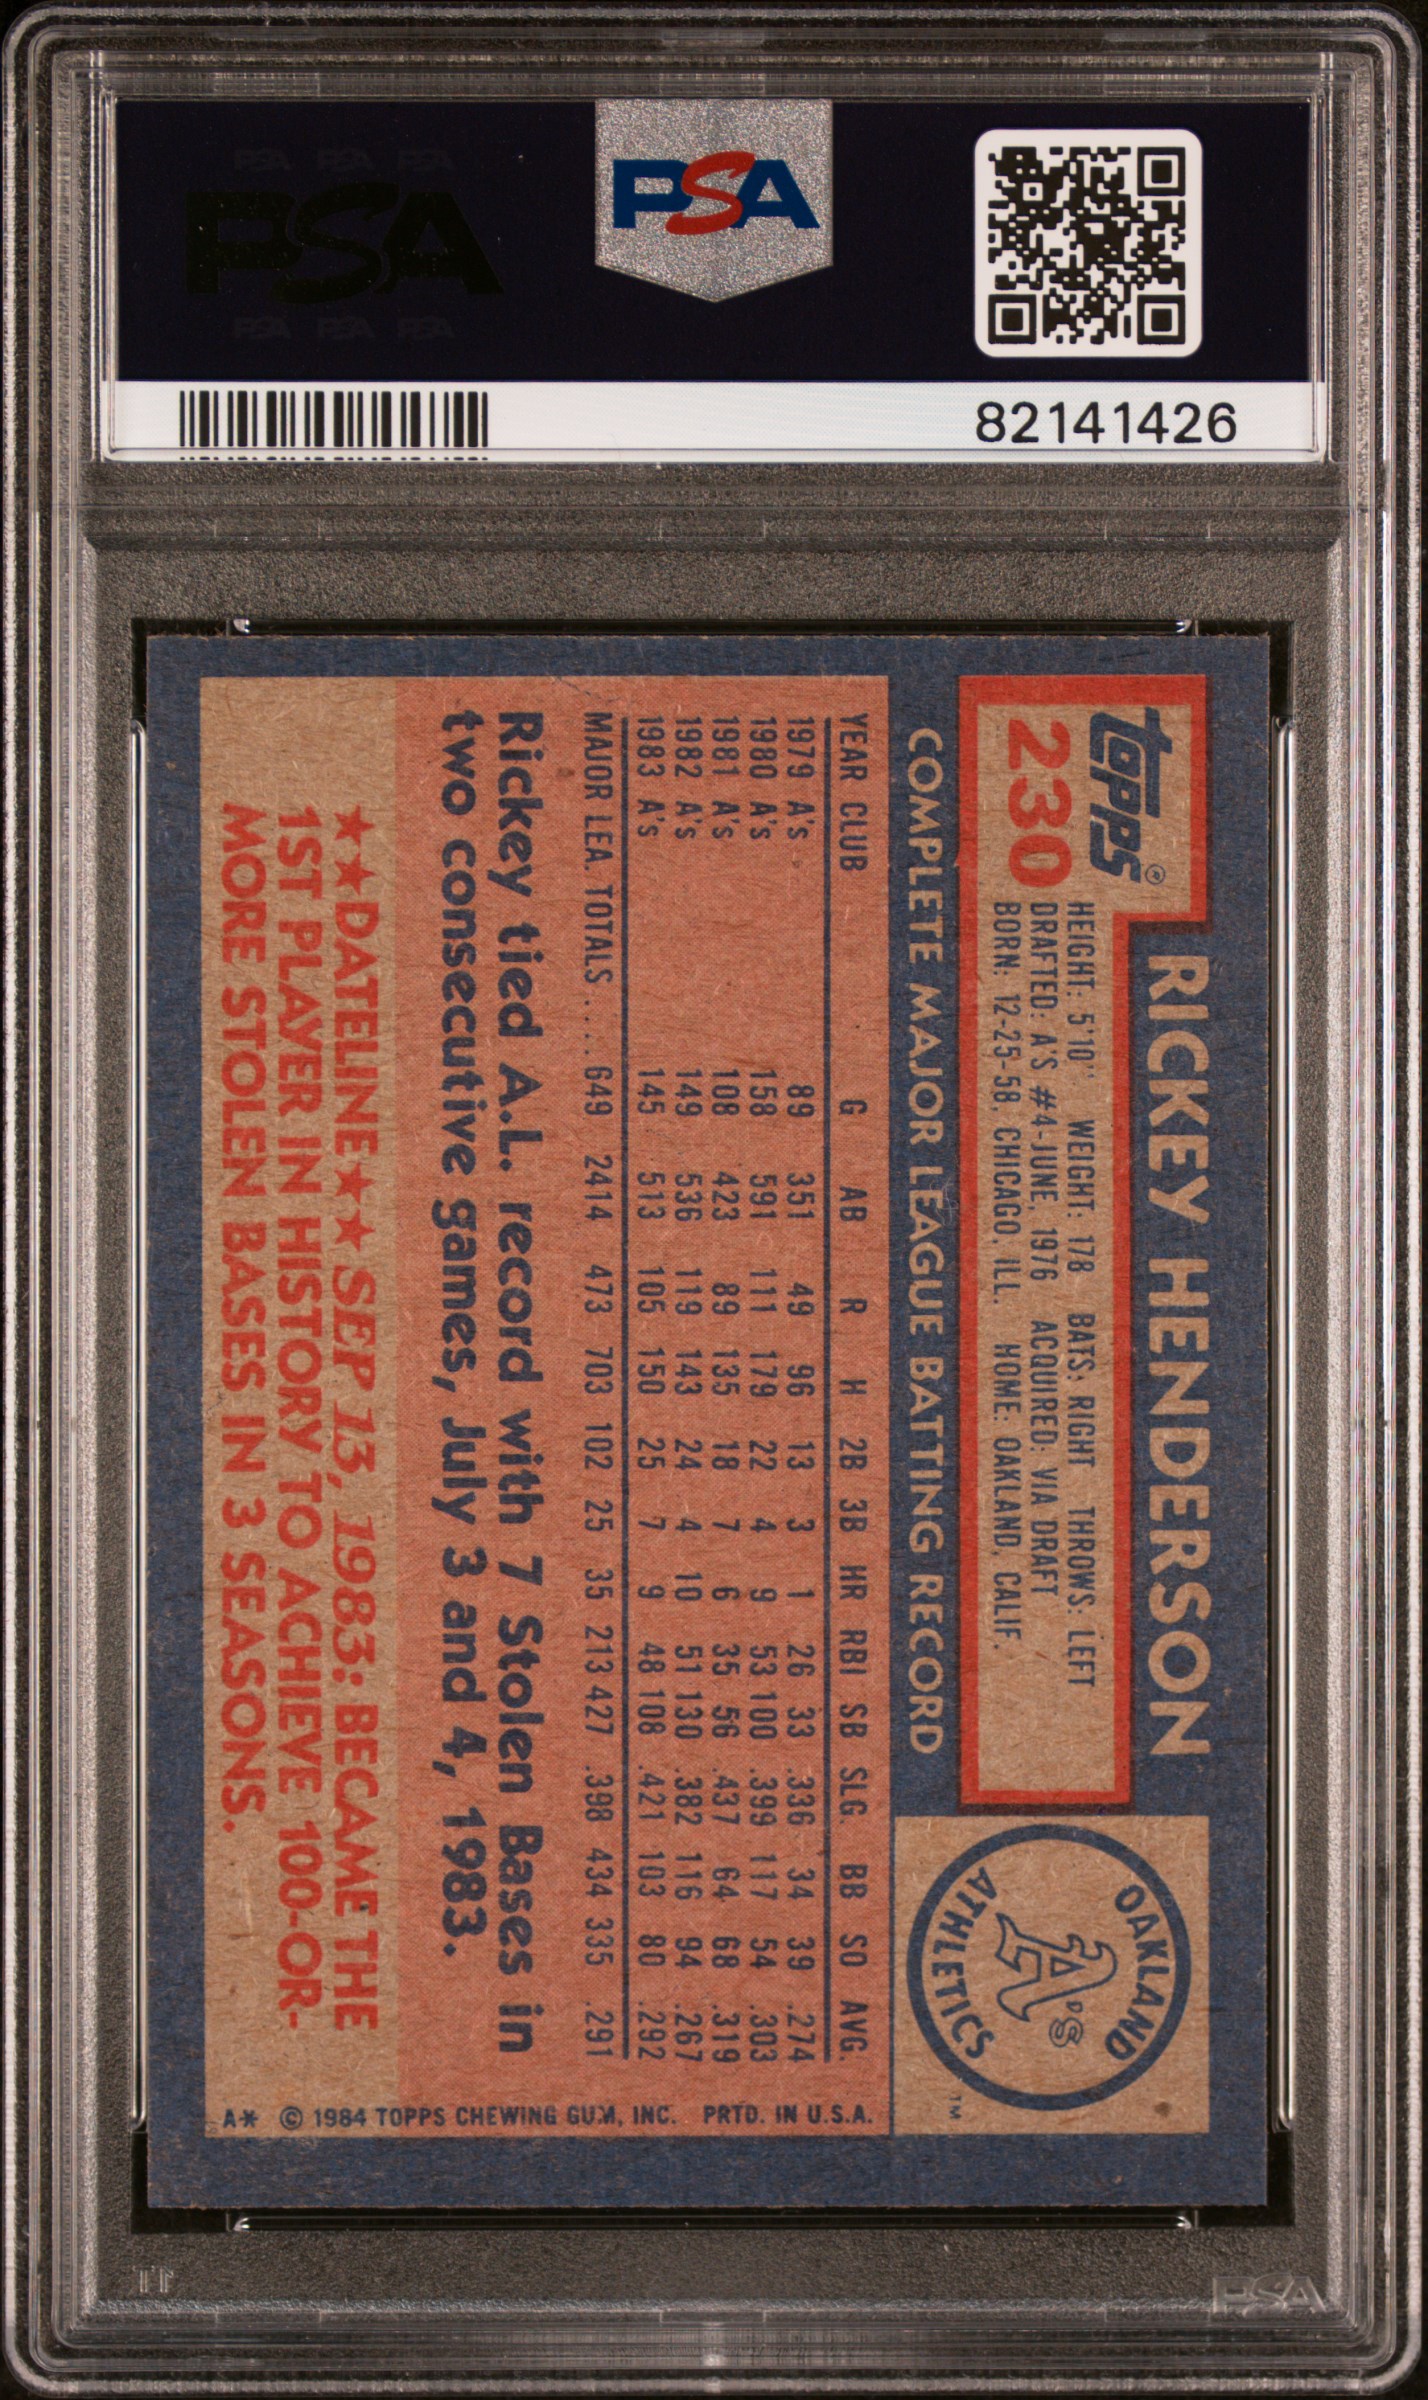 PSA PSA PSA
PSA
PSA PSA PSA
PSA
82141426
topps®
230
RICKEY HENDERSON
HEIGHT: 5'10" WEIGHT: 178 BATS: RIGHT THROWS: LEFT
DRAFTED: A'S #4-JUNE, 1976 ACQUIRED: VIA DRAFT
BORN: 12-25-58, CHICAGO, ILL. HOME: OAKLAND, CALIF.
OAKLAND
A's
ATHLETICS
TM
COMPLETE MAJOR LEAGUE BATTING RECORD
YEAR CLUB G AB R H 2B 3B HR RBI SB SLG. BB SO AVG.
1979 A's 89 351 49 96 13 3 1 26 33 .336 34 39 .274
1980 A's 158 591 111 179 22 4 9 53 100 .399 117 54 .303
1981 A's 108 423 89 135 18 7 6 35 56 .437 64 68 .319
1982 A's 149 536 119 143 24 4 10 51 130 .382 116 94 .267
1983 A's 145 513 105 150 25 7 9 48 108 .421 103 80 .292
MAJOR LEA. TOTALS .... 649 2414 473 703 102 25 35 213 427 .398 434 335 .291
Rickey tied A.L. record with 7 Stolen Bases in
two consecutive games, July 3 and 4, 1983.
★★DATELINE★★ SEP 13, 1983: BECAME THE
1ST PLAYER IN HISTORY TO ACHIEVE 100-OR-
MORE STOLEN BASES IN 3 SEASONS.
A* © 1984 TOPPS CHEWING GUM, INC. PRTD. IN U.S.A.
TT
PSA